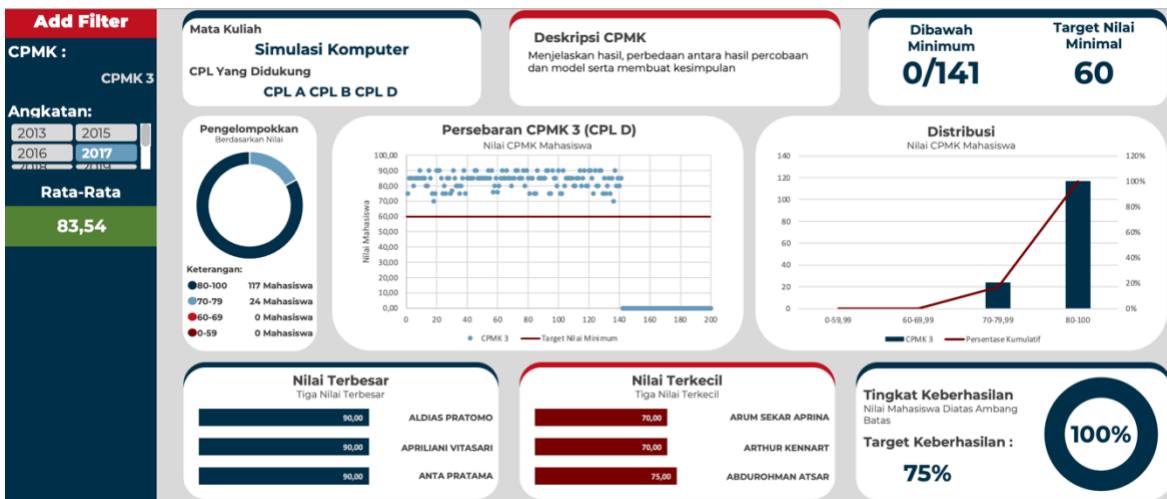 Add Filter
CPMK :
CPMK 3
Angkatan:
2013 2015
2016 2017
2018 2019
Rata-Rata
83,54
Mata Kuliah
Simulasi Komputer
CPL Yang Didukung
CPL A CPL B CPL D
Deskripsi CPMK
Menjelaskan hasil, perbedaan antara hasil percobaan
dan model serta membuat kesimpulan
Dibawah
Minimum
0/141
Target Nilai
Minimal
60
Pengelompokkan
Berdasarkan Nilai
Keterangan:
80-100 117 Mahasiswa
70-79 24 Mahasiswa
60-69 0 Mahasiswa
0-59 0 Mahasiswa
Persebaran CPMK 3 (CPL D)
Nilai CPMK Mahasiswa
Nilai Mahasiswa
100,00
90,00
80,00
70,00
60,00
50,00
40,00
30,00
20,00
10,00
0,00
0 20 40 60 80 100 120 140 160 180 200
CPMK 3 Target Nilai Minimum
Distribusi
Nilai CPMK Mahasiswa
140
120
100
80
60
40
20
0
120%
100%
80%
60%
40%
20%
0%
0-59,99 60-69,99 70-79,99 80-100
CPMK 3 Persentase Kumulatif
Nilai Terbesar
Tiga Nilai Terbesar
90,00 ALDIAS PRATOMO
90,00 APRILIANI VITASARI
90,00 ANTA PRATAMA
Nilai Terkecil
Tiga Nilai Terkecil
70,00 ARUM SEKAR APRINA
70,00 ARTHUR KENNART
75,00 ABDUROHMAN ATSAR
Tingkat Keberhasilan
Nilai Mahasiswa Diatas Ambang
Batas
Target Keberhasilan :
75%
100%